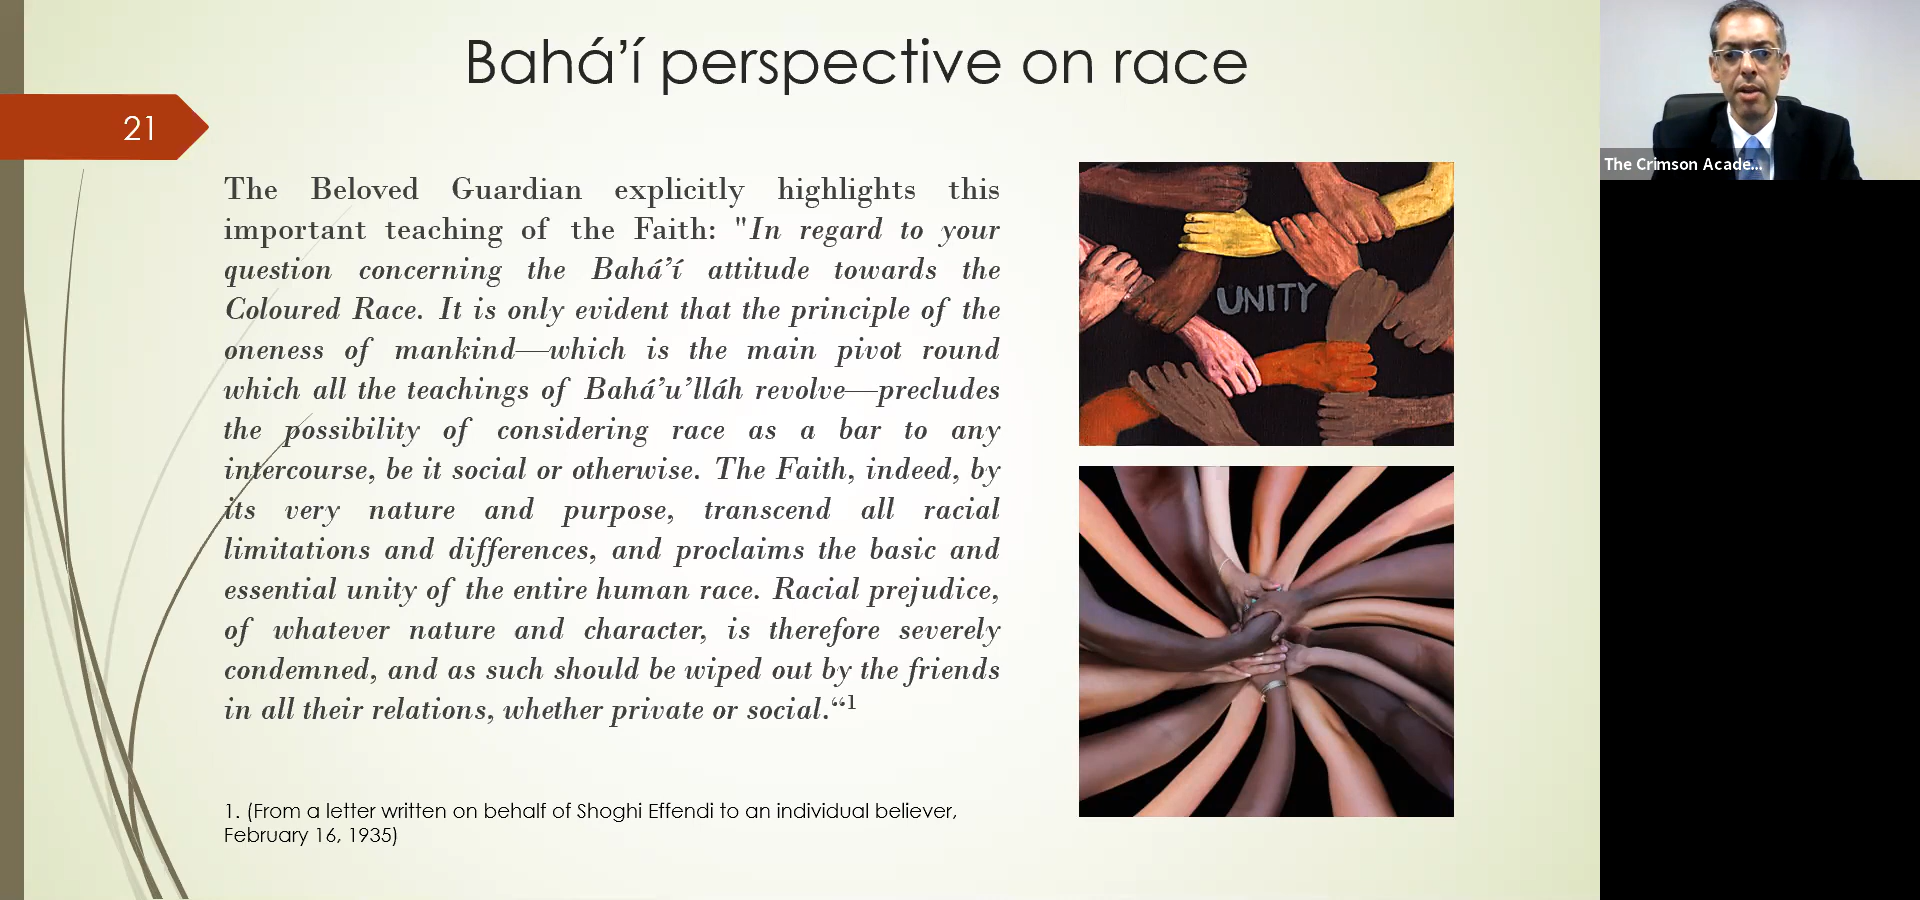 Bahá’í perspective on race
21
The Beloved Guardian explicitly highlights this
important teaching of the Faith: "In regard to your
question concerning the Bahá’í attitude towards the
Coloured Race. It is only evident that the principle of the
oneness of mankind—which is the main pivot round
which all the teachings of Bahá’u’lláh revolve—precludes
the possibility of considering race as a bar to any
intercourse, be it social or otherwise. The Faith, indeed, by
its very nature and purpose, transcend all racial
limitations and differences, and proclaims the basic and
essential unity of the entire human race. Racial prejudice,
of whatever nature and character, is therefore severely
condemned, and as such should be wiped out by the friends
in all their relations, whether private or social.“1
1. (From a letter written on behalf of Shoghi Effendi to an individual believer,
February 16, 1935)
UNITY
The Crimson Acade...